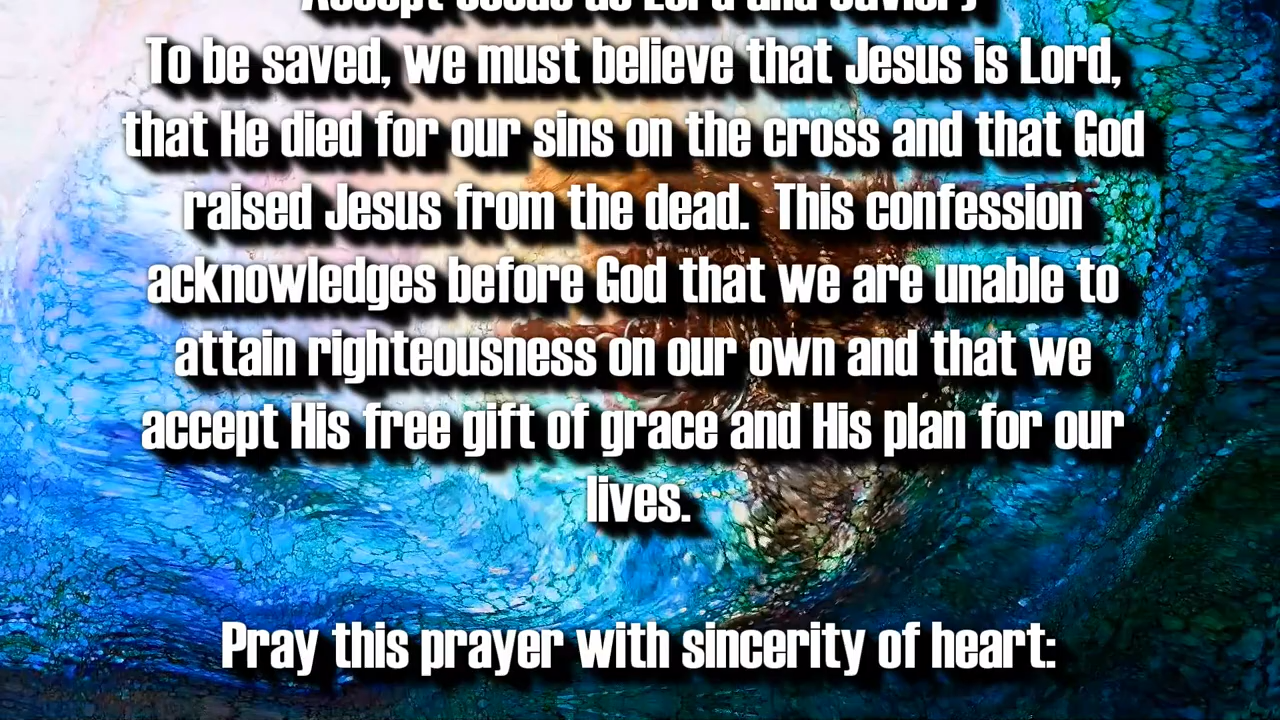 Accept Jesus as Lord and Savior)
To be saved, we must believe that Jesus is Lord,
that He died for our sins on the cross and that God
raised Jesus from the dead.  This confession
acknowledges before God that we are unable to
attain righteousness on our own and that we
accept His free gift of grace and His plan for our
lives.
Pray this prayer with sincerity of heart: